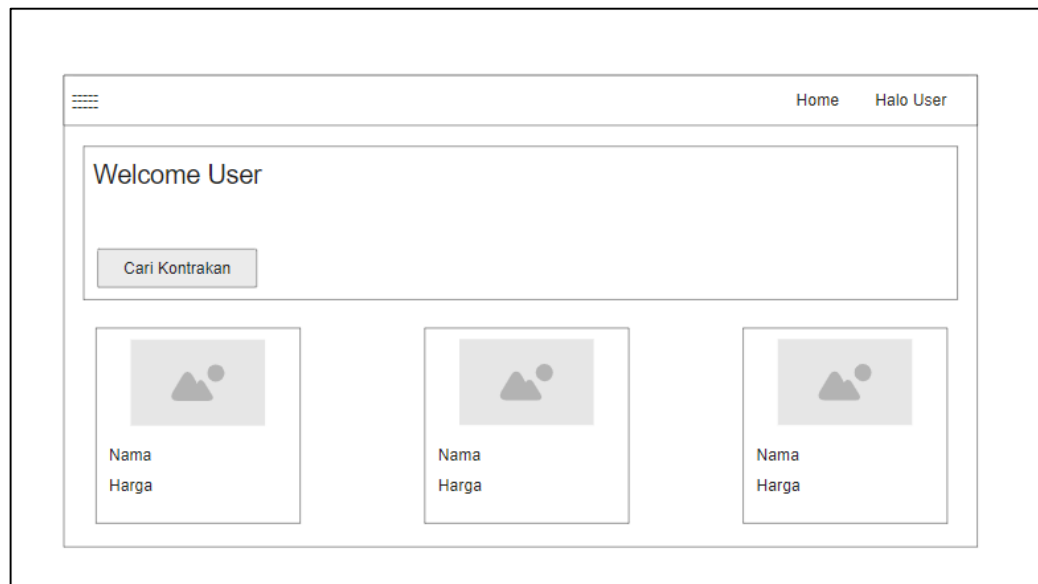 Home Halo User
Welcome User
Cari Kontrakan
Nama
Harga
Nama
Harga
Nama
Harga